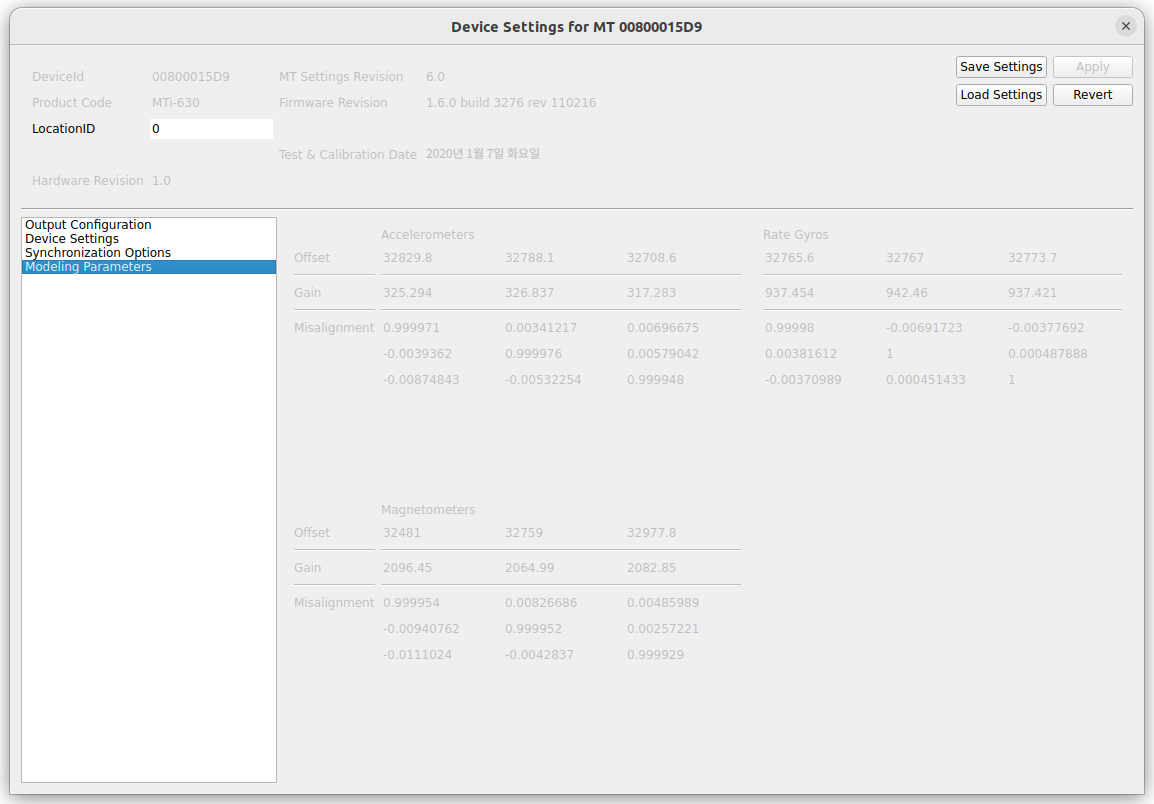 Device Settings for MT 00800015D9
DeviceId 00800015D9 MT Settings Revision 6.0 Save Settings Apply
Product Code MTi-630 Firmware Revision 1.6.0 build 3276 rev 110216 Load Settings Revert
LocationID 0
Test & Calibration Date 2020년 1월 7일 화요일
Hardware Revision 1.0
Output Configuration
Device Settings
Synchronization Options
Modeling Parameters
Accelerometers Rate Gyros
Offset 32829.8 32788.1 32708.6 32765.6 32767 32773.7
Gain 325.294 326.837 317.283 937.454 942.46 937.421
Misalignment 0.999971 0.00341217 0.00696675 0.99998 -0.00691723 -0.00377692
-0.0039362 0.999976 0.00579042 0.00381612 1 0.000487888
-0.00874843 -0.00532254 0.999948 -0.00370989 0.000451433 1
Magnetometers
Offset 32481 32759 32977.8
Gain 2096.45 2064.99 2082.85
Misalignment 0.999954 0.00826686 0.00485989
-0.00940762 0.999952 0.00257221
-0.0111024 -0.0042837 0.999929